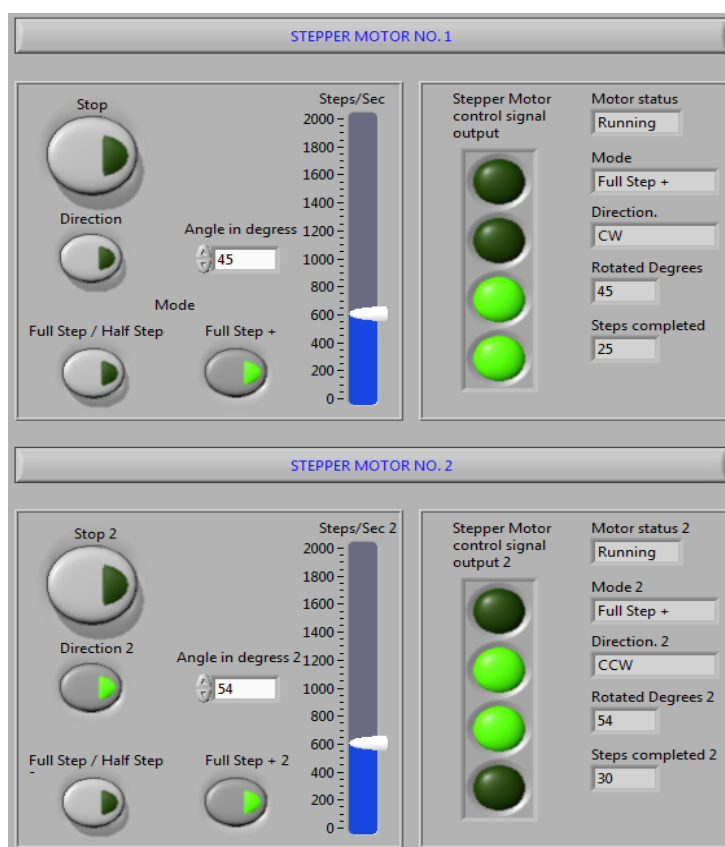 STEPPER MOTOR NO. 1
Stop
Direction
Angle in degress
45
Mode
Full Step / Half Step
Full Step +
Steps/Sec
2000
1800
1600
1400
1200
1000
800
600
400
200
0
Stepper Motor
control signal
output
Motor status
Running
Mode
Full Step +
Direction.
CW
Rotated Degrees
45
Steps completed
25
STEPPER MOTOR NO. 2
Stop 2
Direction 2
Angle in degress 2
54
Full Step / Half Step
Full Step + 2
Steps/Sec 2
2000
1800
1600
1400
1200
1000
800
600
400
200
0
Stepper Motor
control signal
output 2
Motor status 2
Running
Mode 2
Full Step +
Direction. 2
CCW
Rotated Degrees 2
54
Steps completed 2
30